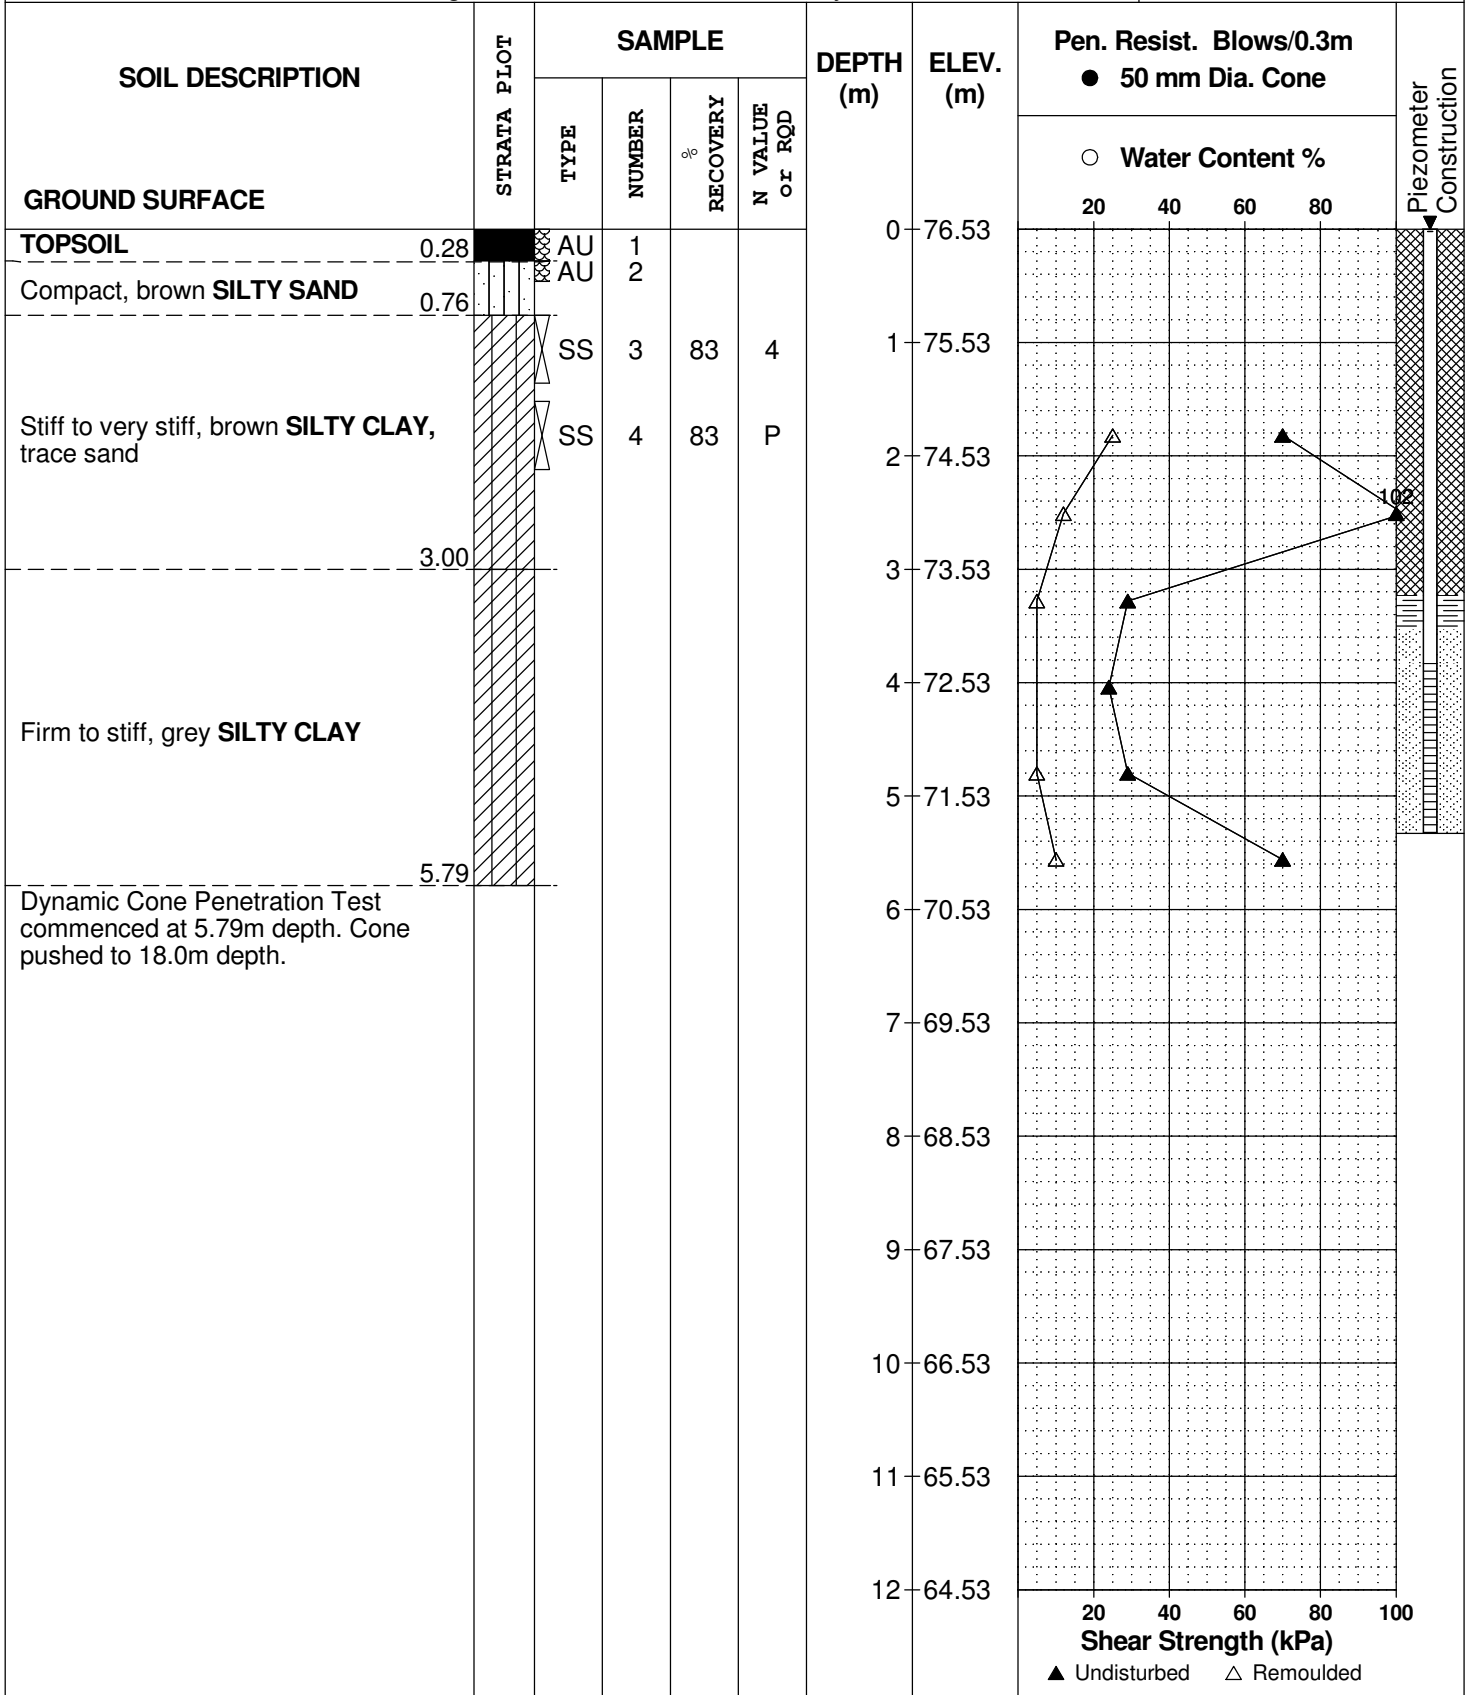 SOIL DESCRIPTION
GROUND SURFACE
STRATA PLOT
SAMPLE
TYPE
NUMBER
% RECOVERY
N VALUE or RQD
DEPTH (m)
ELEV. (m)
Pen. Resist. Blows/0.3m
● 50 mm Dia. Cone
○ Water Content %
20 40 60 80
Piezometer Construction
0 76.53
TOPSOIL 0.28 AU 1
AU 2
Compact, brown SILTY SAND 0.76
SS 3 83 4
1 75.53
Stiff to very stiff, brown SILTY CLAY,
trace sand
SS 4 83 P
2 74.53
102
3.00
3 73.53
4 72.53
Firm to stiff, grey SILTY CLAY
5 71.53
5.79
Dynamic Cone Penetration Test
commenced at 5.79m depth. Cone
pushed to 18.0m depth.
6 70.53
7 69.53
8 68.53
9 67.53
10 66.53
11 65.53
12 64.53
20 40 60 80 100
Shear Strength (kPa)
▲ Undisturbed △ Remoulded